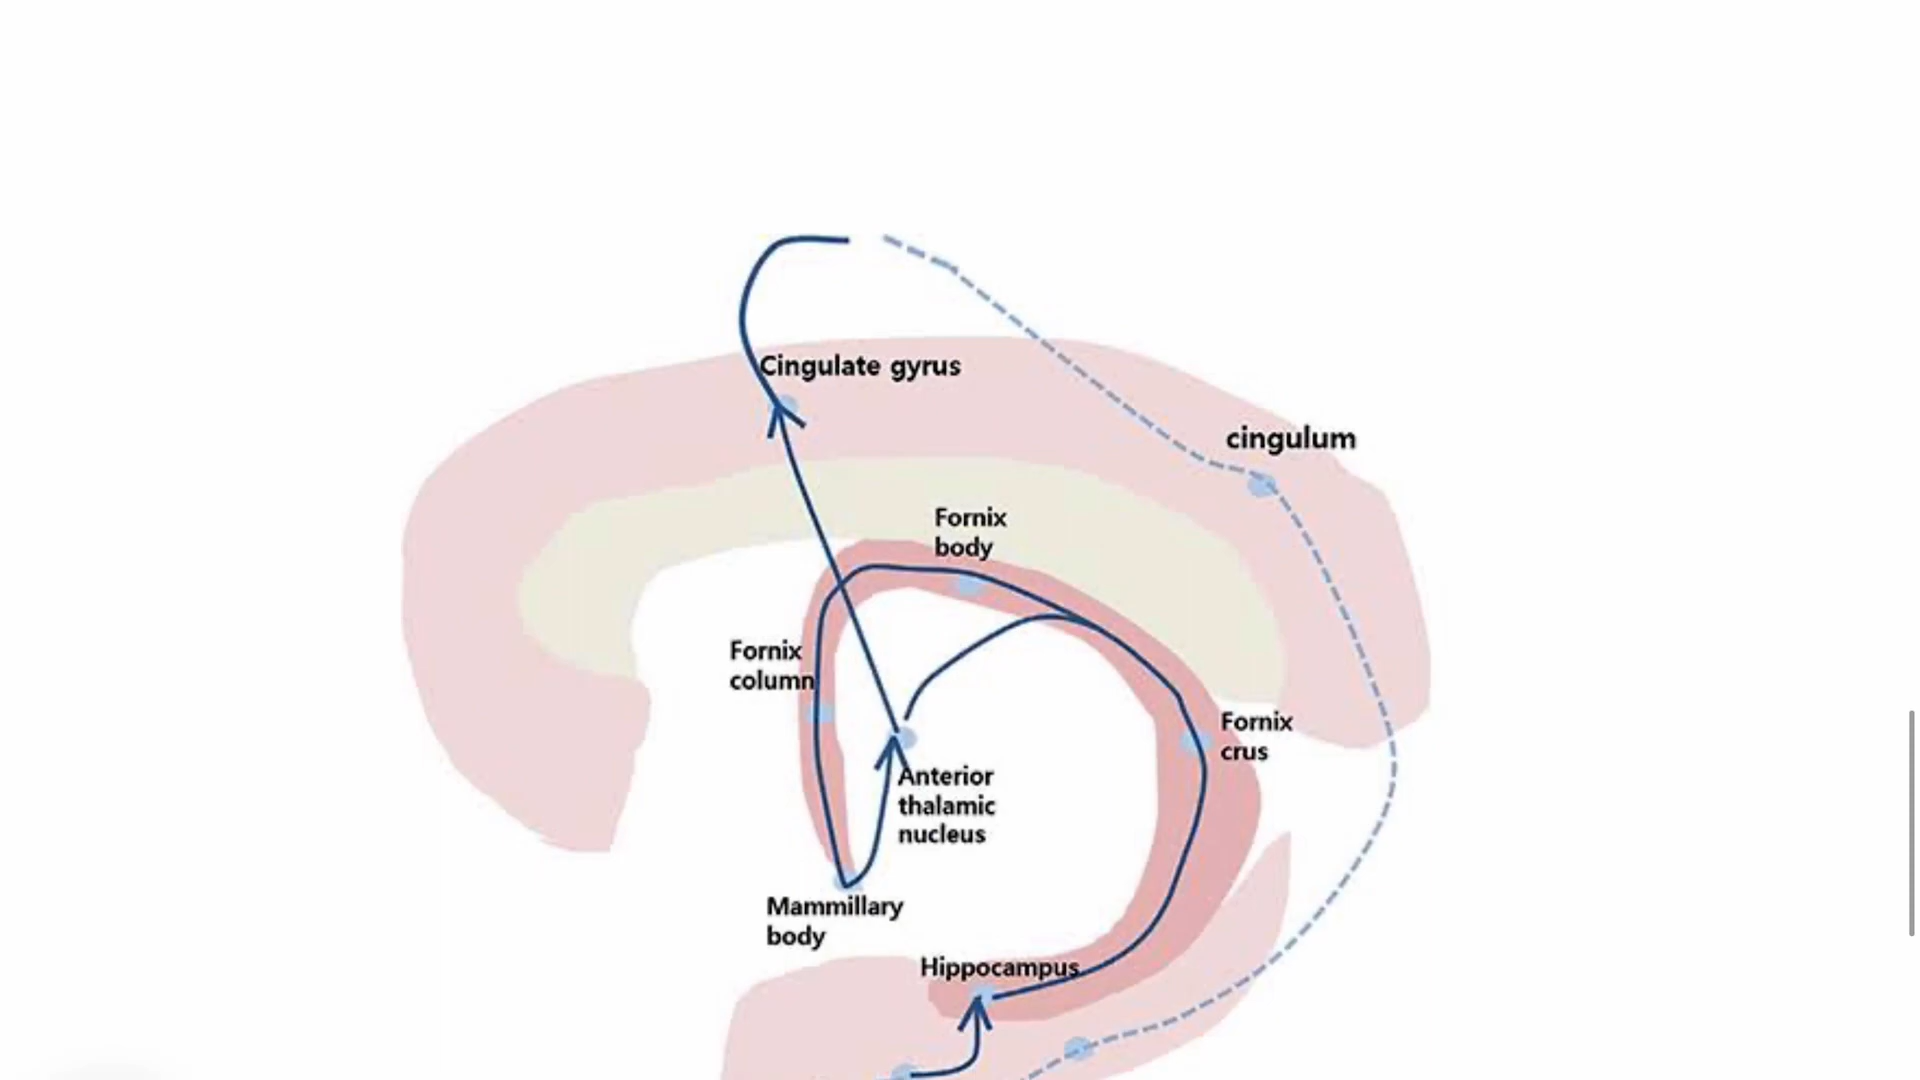 Cingulate gyrus
cingulum
Fornix
body
Fornix
column
Fornix
crus
Anterior
thalamic
nucleus
Mammillary
body
Hippocampus